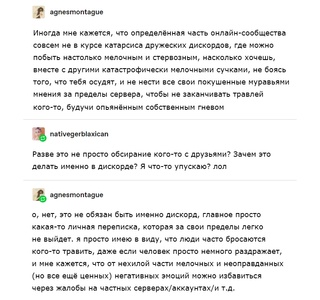 agnesmontague
Иногда мне кажется, что определённая часть онлайн-сообщества
совсем не в курсе катарсиса дружеских дискордов, где можно
побыть настолько мелочным и стервозным, насколько хочешь,
вместе с другими катастрофически мелочными сучками, не боясь
того, что тебя осудят, и не нести все свои покусенные муравьями
мнения за пределы сервера, чтобы не заканчивать травлей
кого-то, будучи опьянённым собственным гневом
nativegerblaxican
Разве это не просто обсирание кого-то с друзьями? Зачем это
делать именно в дискорде? Я что-то упускаю? лол
agnesmontague
о, нет, это не обязан быть именно дискорд, главное просто
какая-то личная переписка, которая за свои пределы легко
не выйдет. я просто имею в виду, что люди часто бросаются
кого-то травить, даже если человек просто немного раздражает,
и мне кажется, что от нехилой части мелочных и неоправданных
(но все ещё ценных) негативных эмоций можно избавиться
через жалобы на частных серверах/аккаунтах/и т.д.